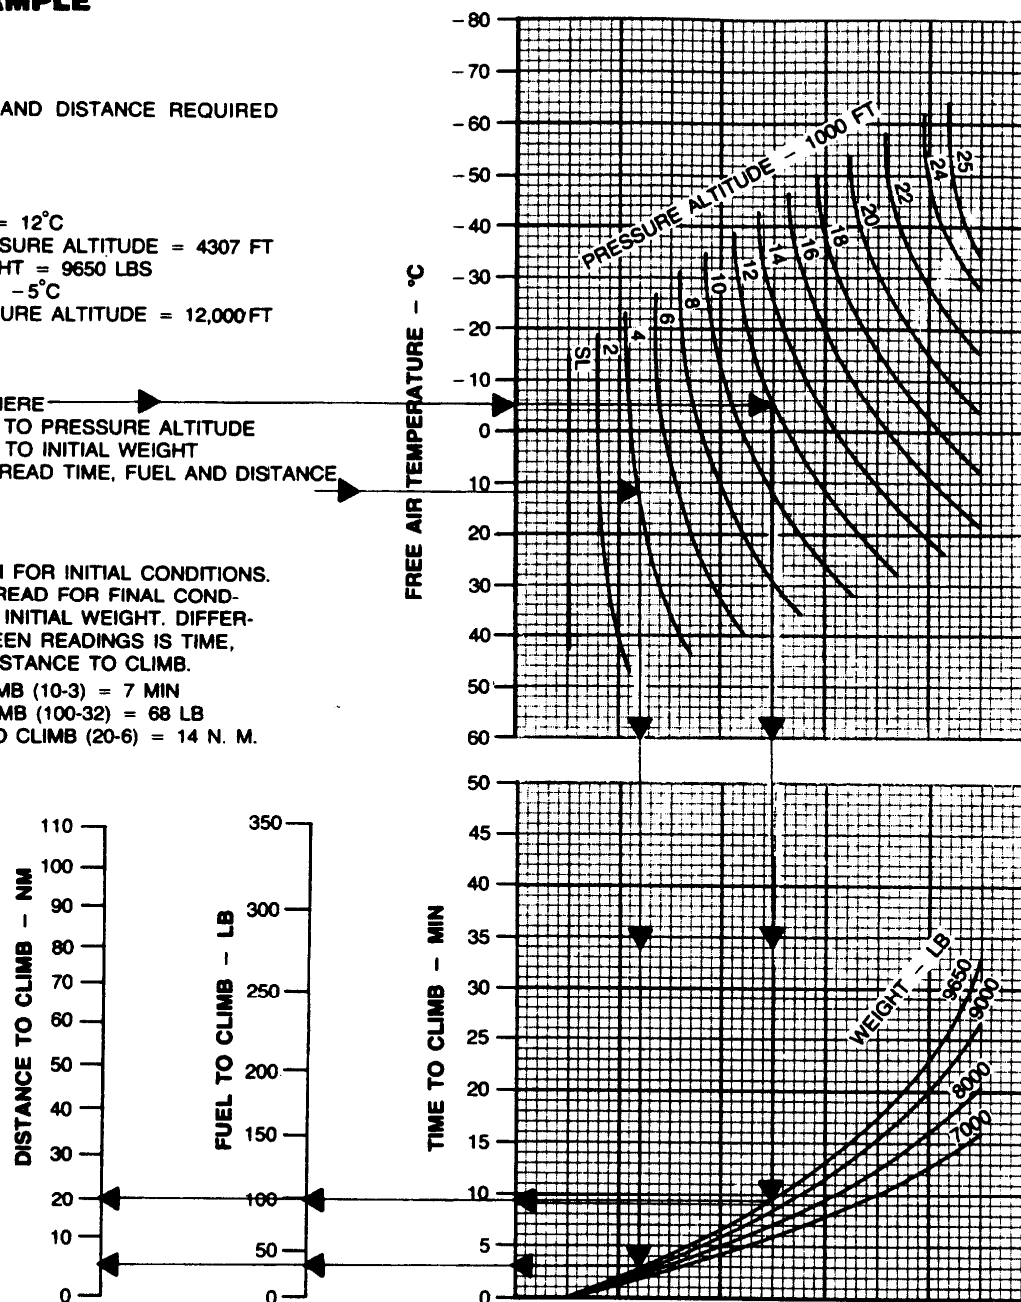 AND DISTANCE REQUIRED
= 12°C
SURE ALTITUDE = 4307 FT
HT = 9650 LBS
-5°C
URE ALTITUDE = 12,000 FT
HERE
TO PRESSURE ALTITUDE
TO INITIAL WEIGHT
READ TIME, FUEL AND DISTANCE
FOR INITIAL CONDITIONS.
READ FOR FINAL COND-
INITIAL WEIGHT. DIFFER-
EEN READINGS IS TIME,
STANCE TO CLIMB.
MB (10-3) = 7 MIN
MB (100-32) = 68 LB
O CLIMB (20-6) = 14 N. M.
FREE AIR TEMPERATURE - °C
-80
-70
-60
-50
-40
-30
-20
-10
0
10
20
30
40
50
60
PRESSURE ALTITUDE - 1000 FT
SL
2
4
6
8
10
12
14
16
18
20
22
24
25
DISTANCE TO CLIMB - NM
110
100
90
80
70
60
50
40
30
20
10
0
FUEL TO CLIMB - LB
350
300
250
200
150
100
50
0
TIME TO CLIMB - MIN
50
45
40
35
30
25
20
15
10
5
0
WEIGHT - LB
9650
9000
8000
7000